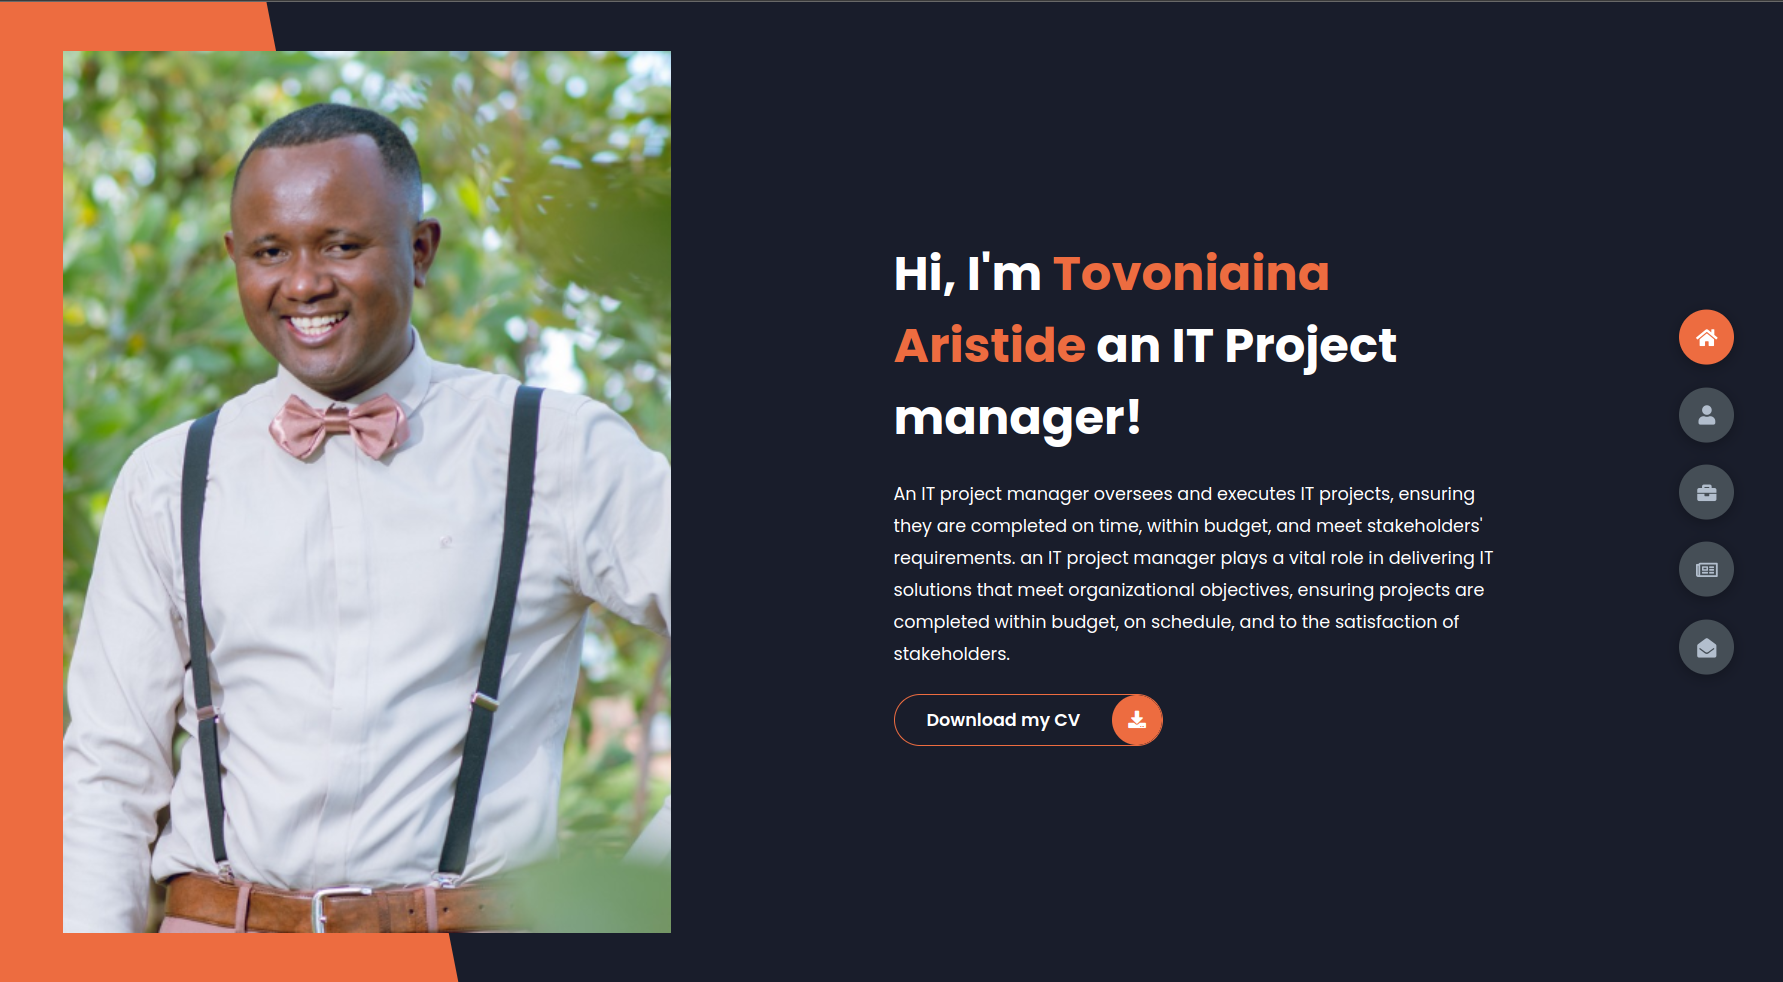 Hi, I'm Tovoniaina
Aristide an IT Project
manager!
An IT project manager oversees and executes IT projects, ensuring
they are completed on time, within budget, and meet stakeholders'
requirements. an IT project manager plays a vital role in delivering IT
solutions that meet organizational objectives, ensuring projects are
completed within budget, on schedule, and to the satisfaction of
stakeholders.
Download my CV